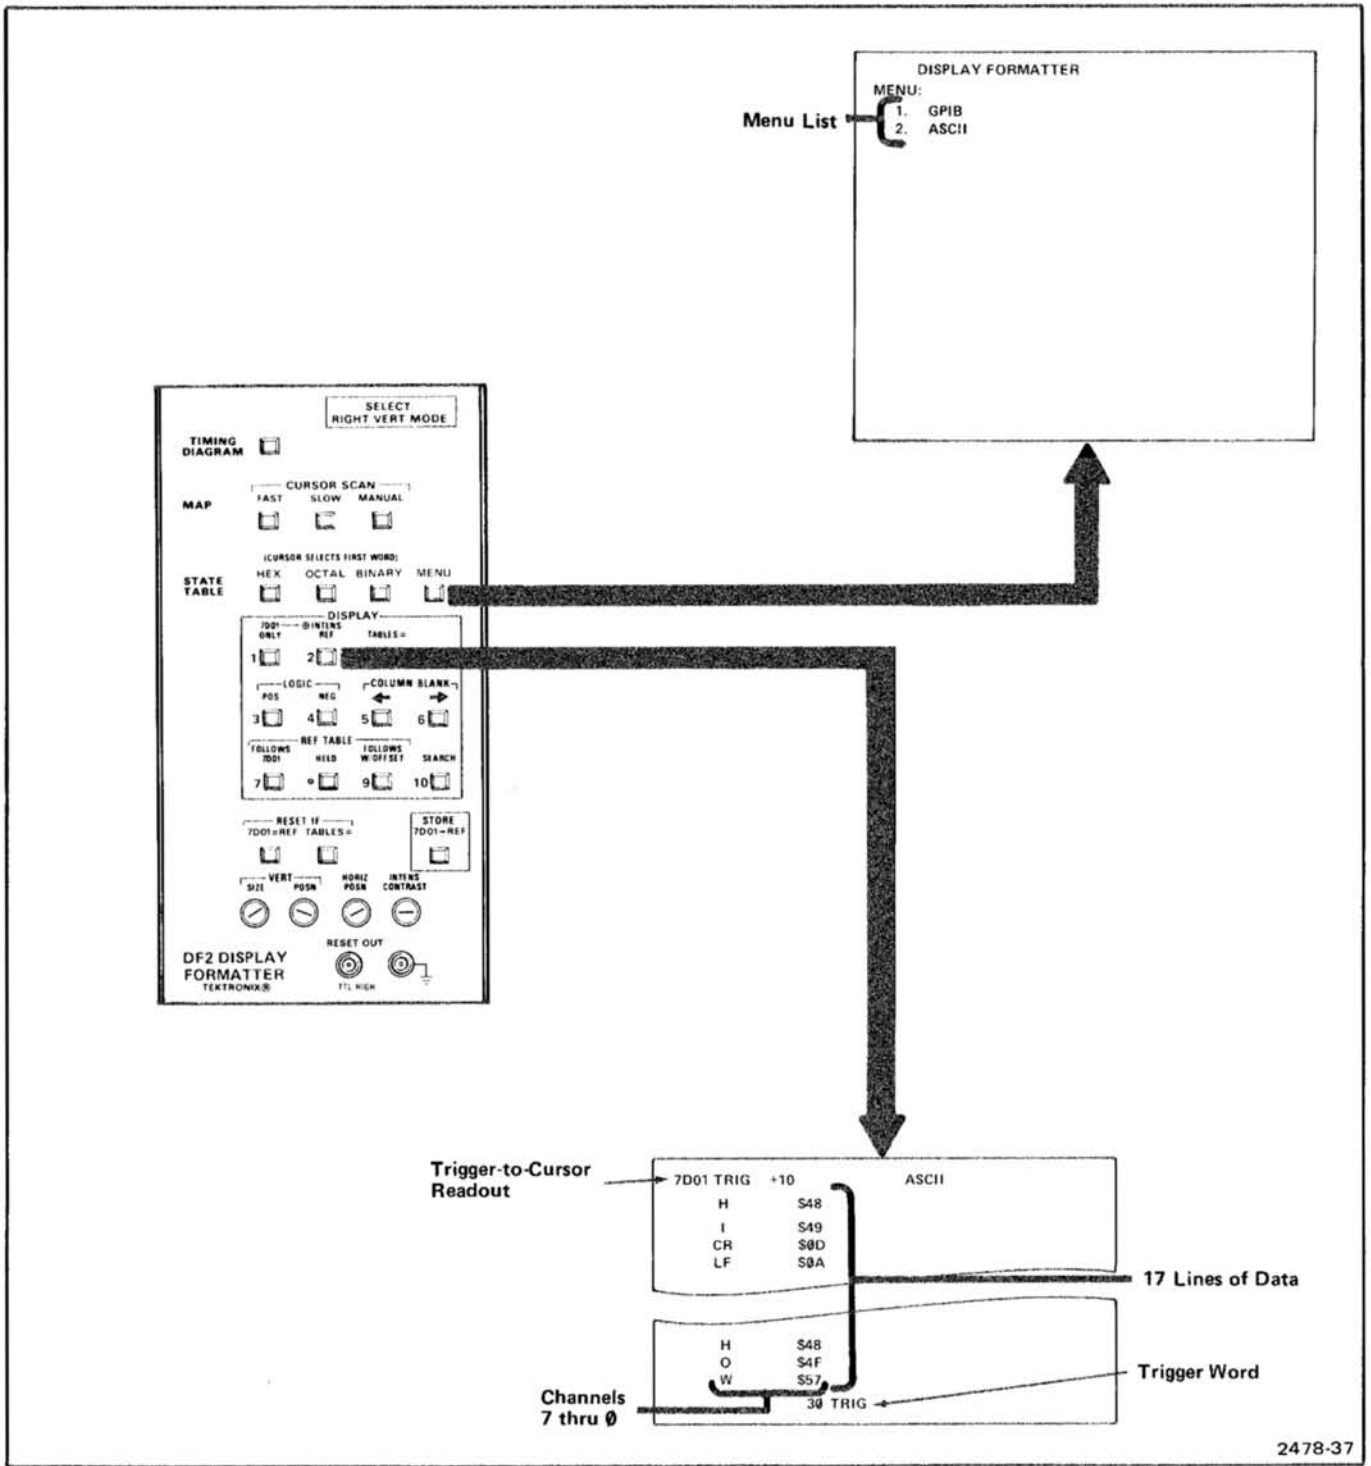 DISPLAY FORMATTER
MENU:
1. GPIB
2. ASCII
Menu List
SELECT
RIGHT VERT MODE
TIMING
DIAGRAM
CURSOR SCAN
MAP
FAST SLOW MANUAL
(CURSOR SELECTS FIRST WORD)
STATE
TABLE
HEX OCTAL BINARY MENU
DISPLAY
7D01 INTENS
ONLY REF TABLES =
1 2
LOGIC COLUMN BLANK
POS NEG ← →
3 4 5 6
REF TABLE
FOLLOWS FOLLOWS
7D01 HELD W/OFFSET SEARCH
7 9 10
RESET IF
7D01=REF TABLES=
STORE
7D01→REF
VERT
SIZE POSN
HORIZ
POSN
INTENS
CONTRAST
RESET OUT
DF2 DISPLAY
FORMATTER
TEKTRONIX®
TTL HIGH
Trigger-to-Cursor
Readout
7D01 TRIG +10 ASCII
H $48
I $49
CR $0D
LF $0A
17 Lines of Data
H $48
O $4F
W $57
30 TRIG
Trigger Word
Channels
7 thru 0
2478-37